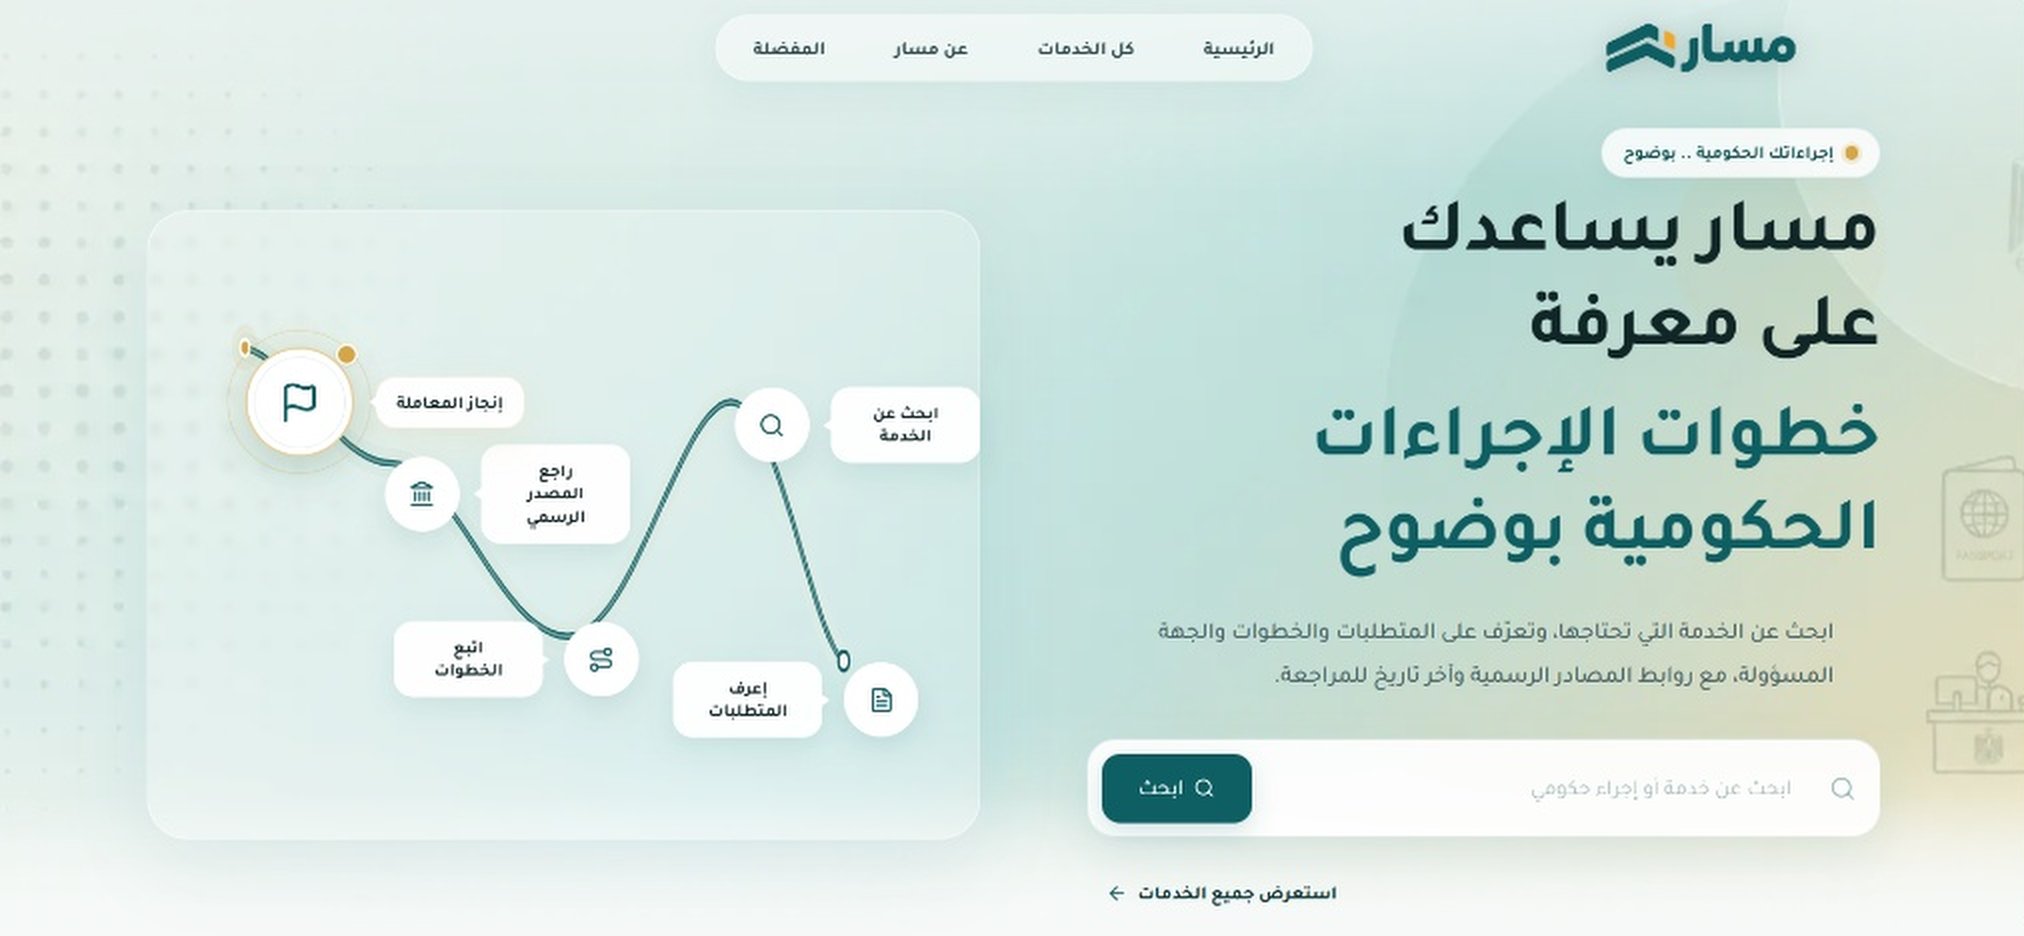 مسار
الرئيسية
كل الخدمات
عن مسار
المفضلة
إجراءاتك الحكومية .. بوضوح
مسار يساعدك
على معرفة
خطوات الإجراءات
الحكومية بوضوح
ابحث عن الخدمة التي تحتاجها، وتعرّف على المتطلبات والخطوات والجهة
المسؤولة، مع روابط المصادر الرسمية وآخر تاريخ للمراجعة.
ابحث عن خدمة أو إجراء حكومي
ابحث
استعرض جميع الخدمات
ابحث عن
الخدمة
إعرف
المتطلبات
اتبع
الخطوات
راجع
المصدر
الرسمي
إنجاز المعاملة